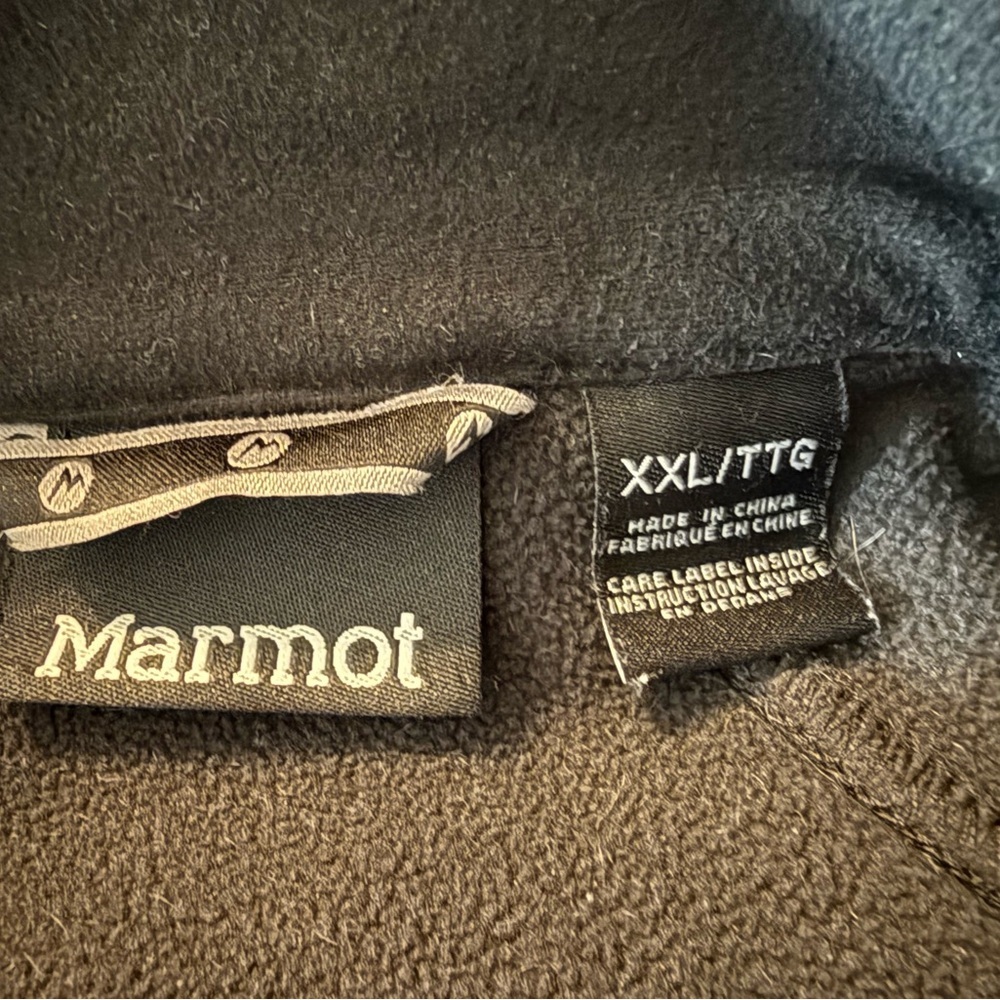 Marmot
XXL/TTG
MADE IN CHINA
FABRIQUÉ EN CHINE
CARE LABEL INSIDE
INSTRUCTION LAVAGE
EN DEDANS